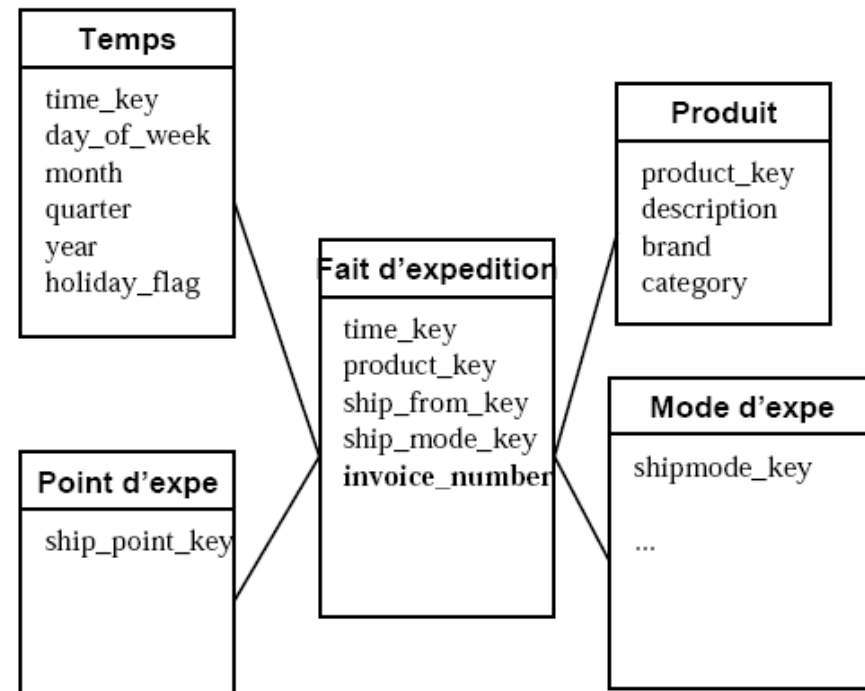 Temps
time_key
day_of_week
month
quarter
year
holiday_flag
Produit
product_key
description
brand
category
Fait d’expedition
time_key
product_key
ship_from_key
ship_mode_key
invoice_number
Point d’expe
ship_point_key
Mode d’expe
shipmode_key
...